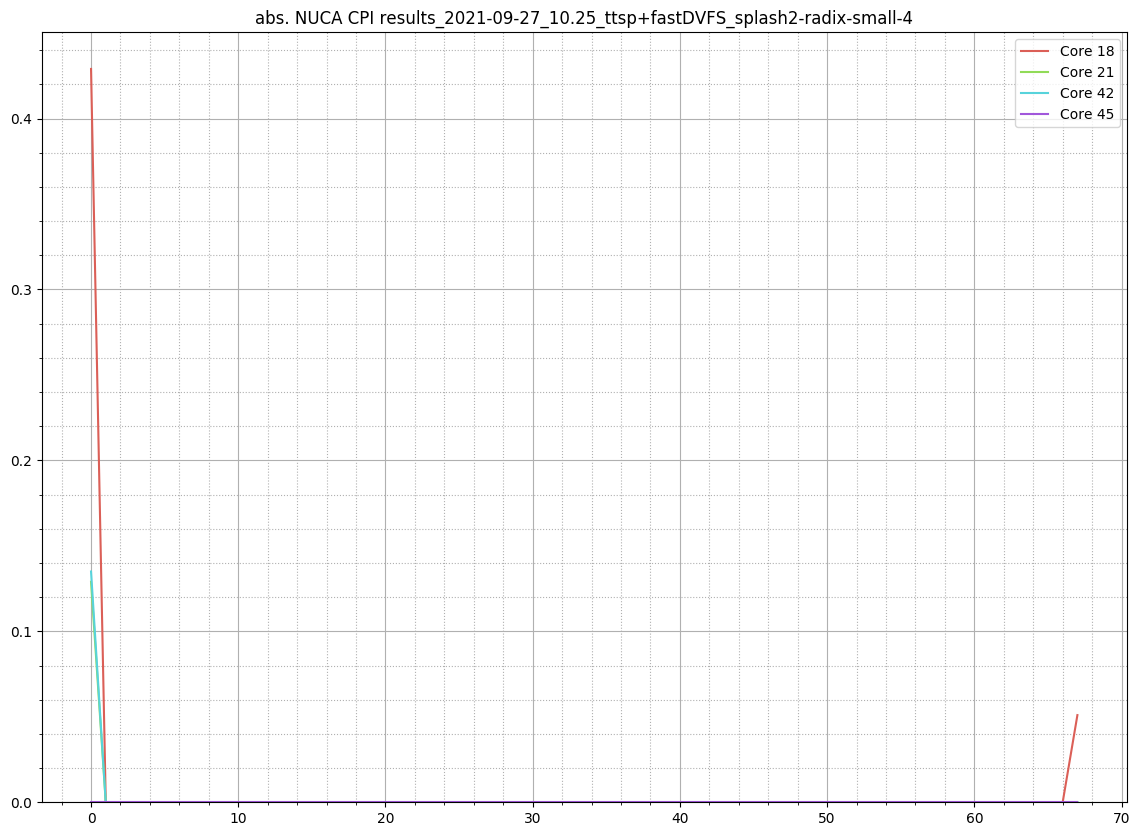 abs. NUCA CPI results_2021-09-27_10.25_ttsp+fastDVFS_splash2-radix-small-4
Core 18
Core 21
Core 42
Core 45
0.4
0.3
0.2
0.1
0.0
0 10 20 30 40 50 60 70